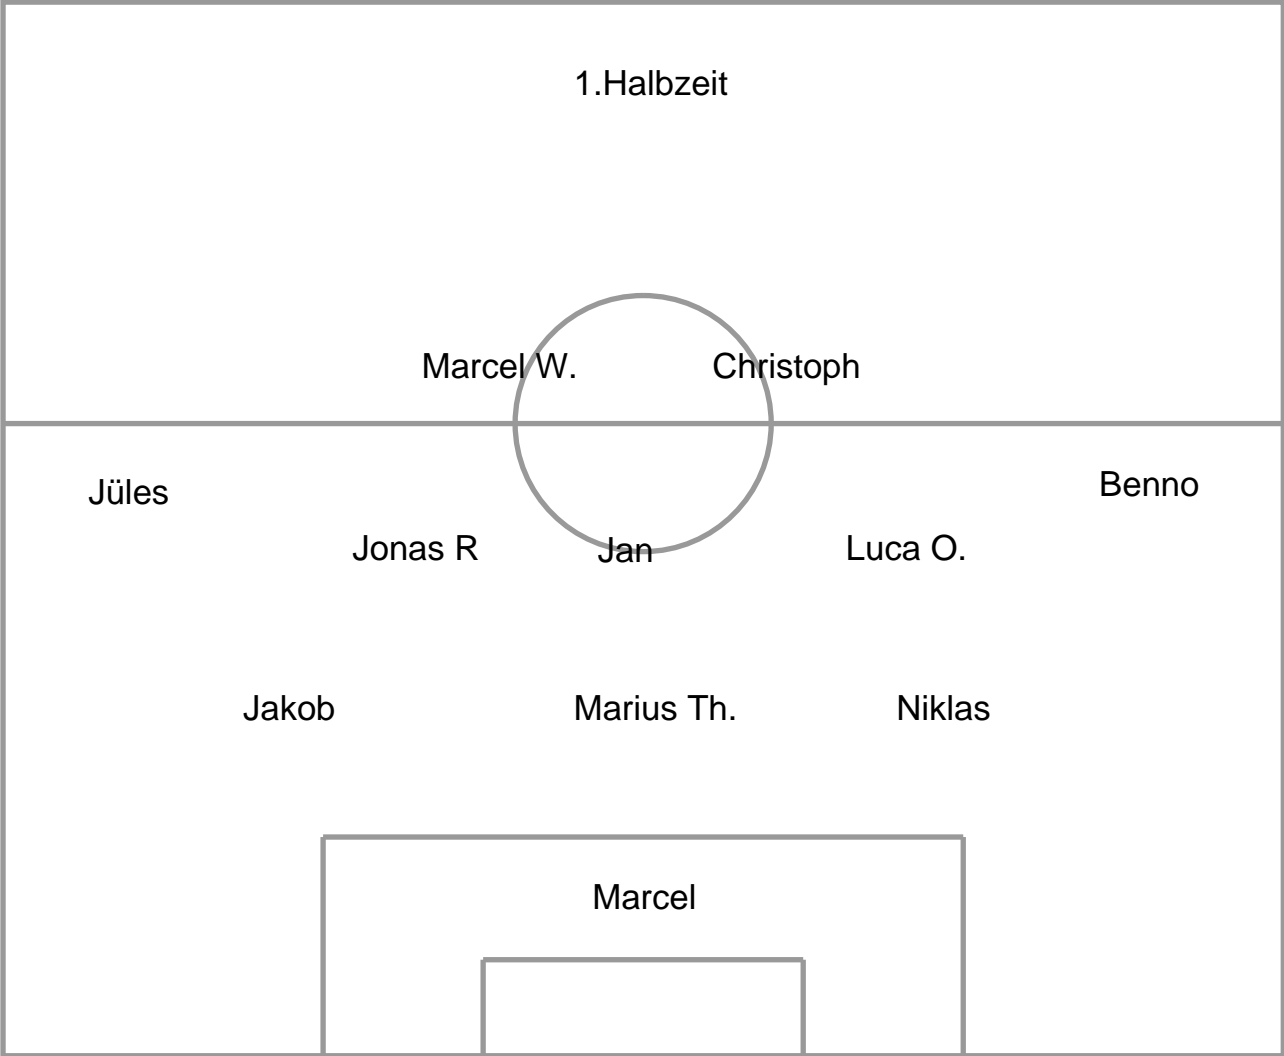 1.Halbzeit
Marcel W.
Christoph
Jüles
Benno
Jonas R
Jan
Luca O.
Jakob
Marius Th.
Niklas
Marcel